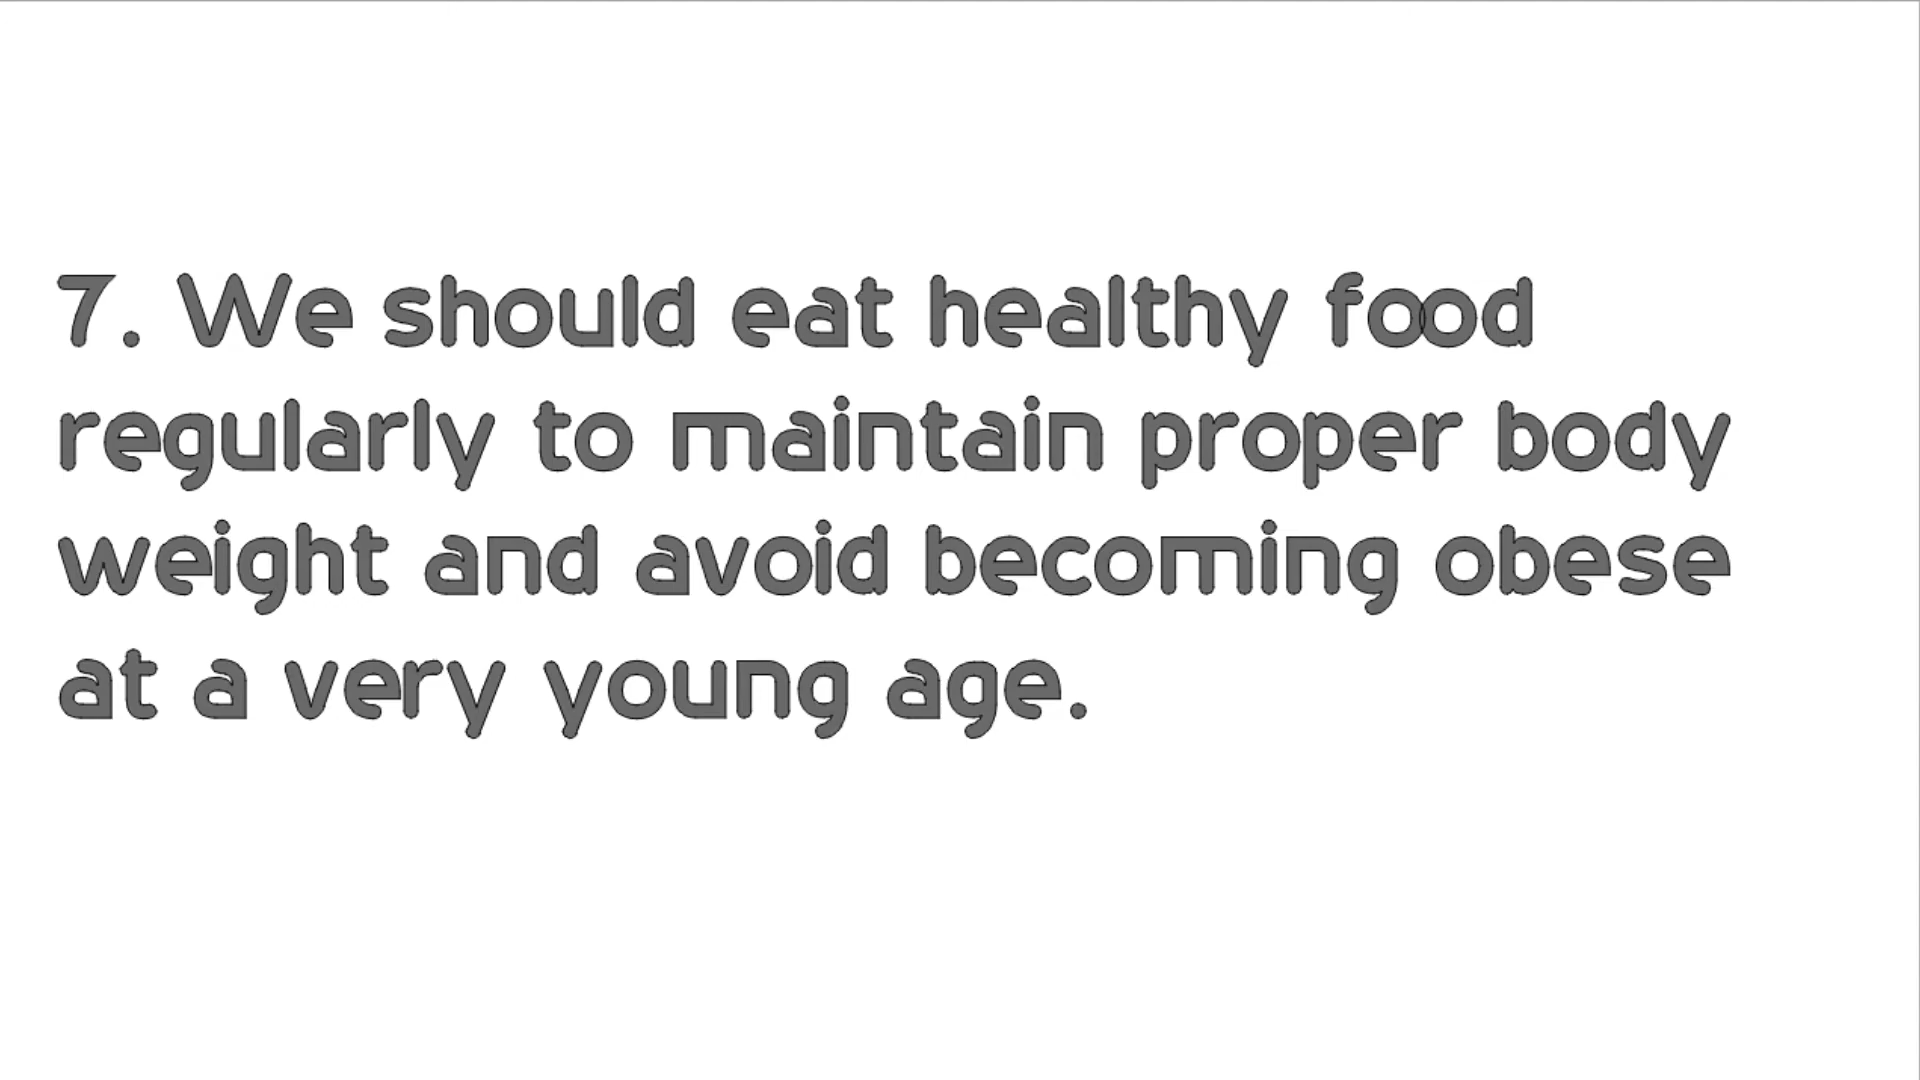 7. We should eat healthy food
regularly to maintain proper body
weight and avoid becoming obese
at a very young age.